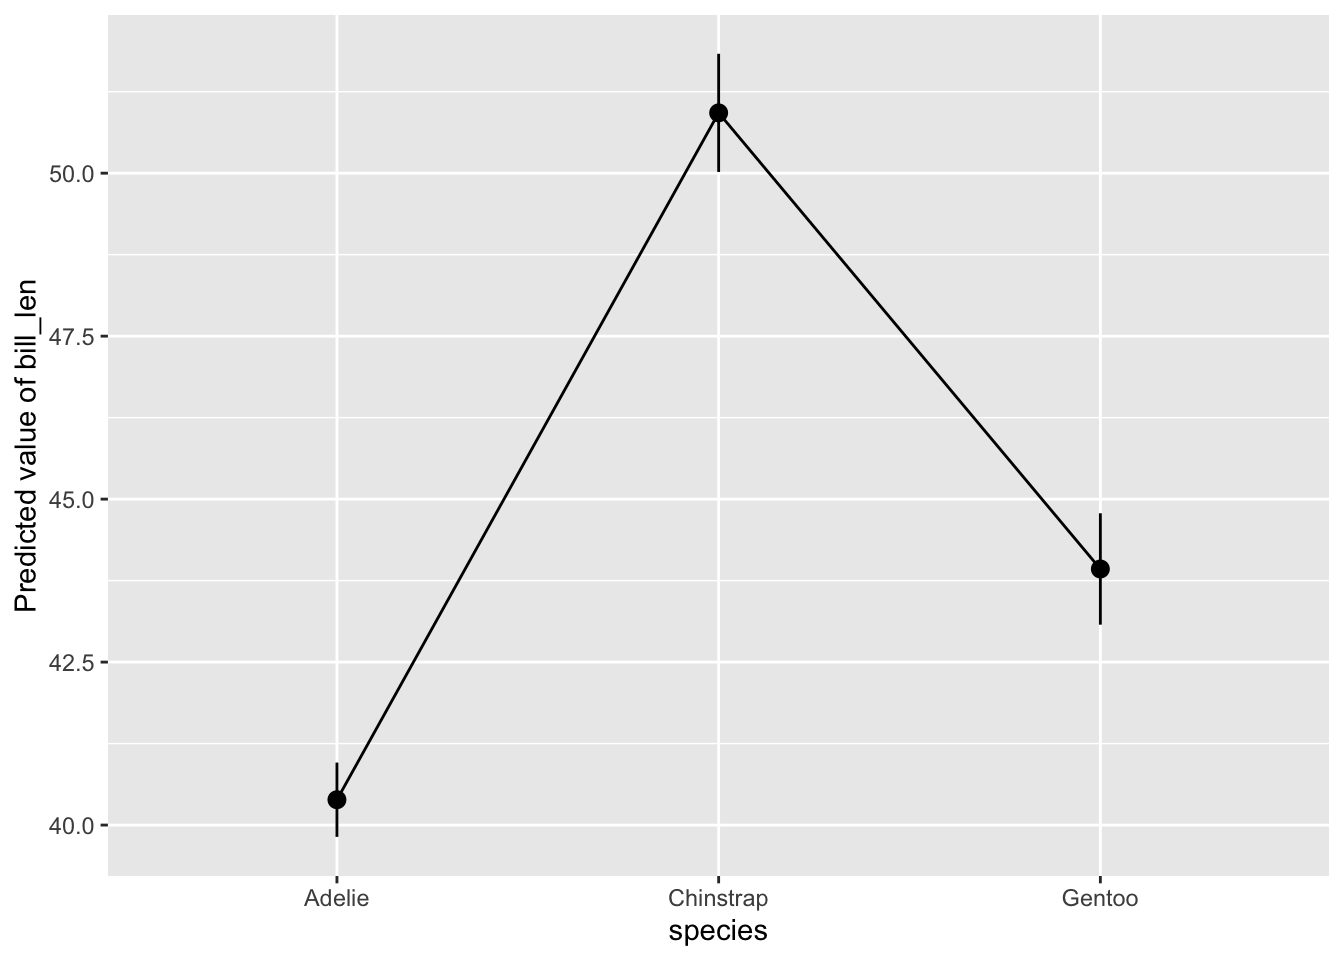 Predicted value of bill_len
50.0
47.5
45.0
42.5
40.0
Adelie Chinstrap Gentoo
species